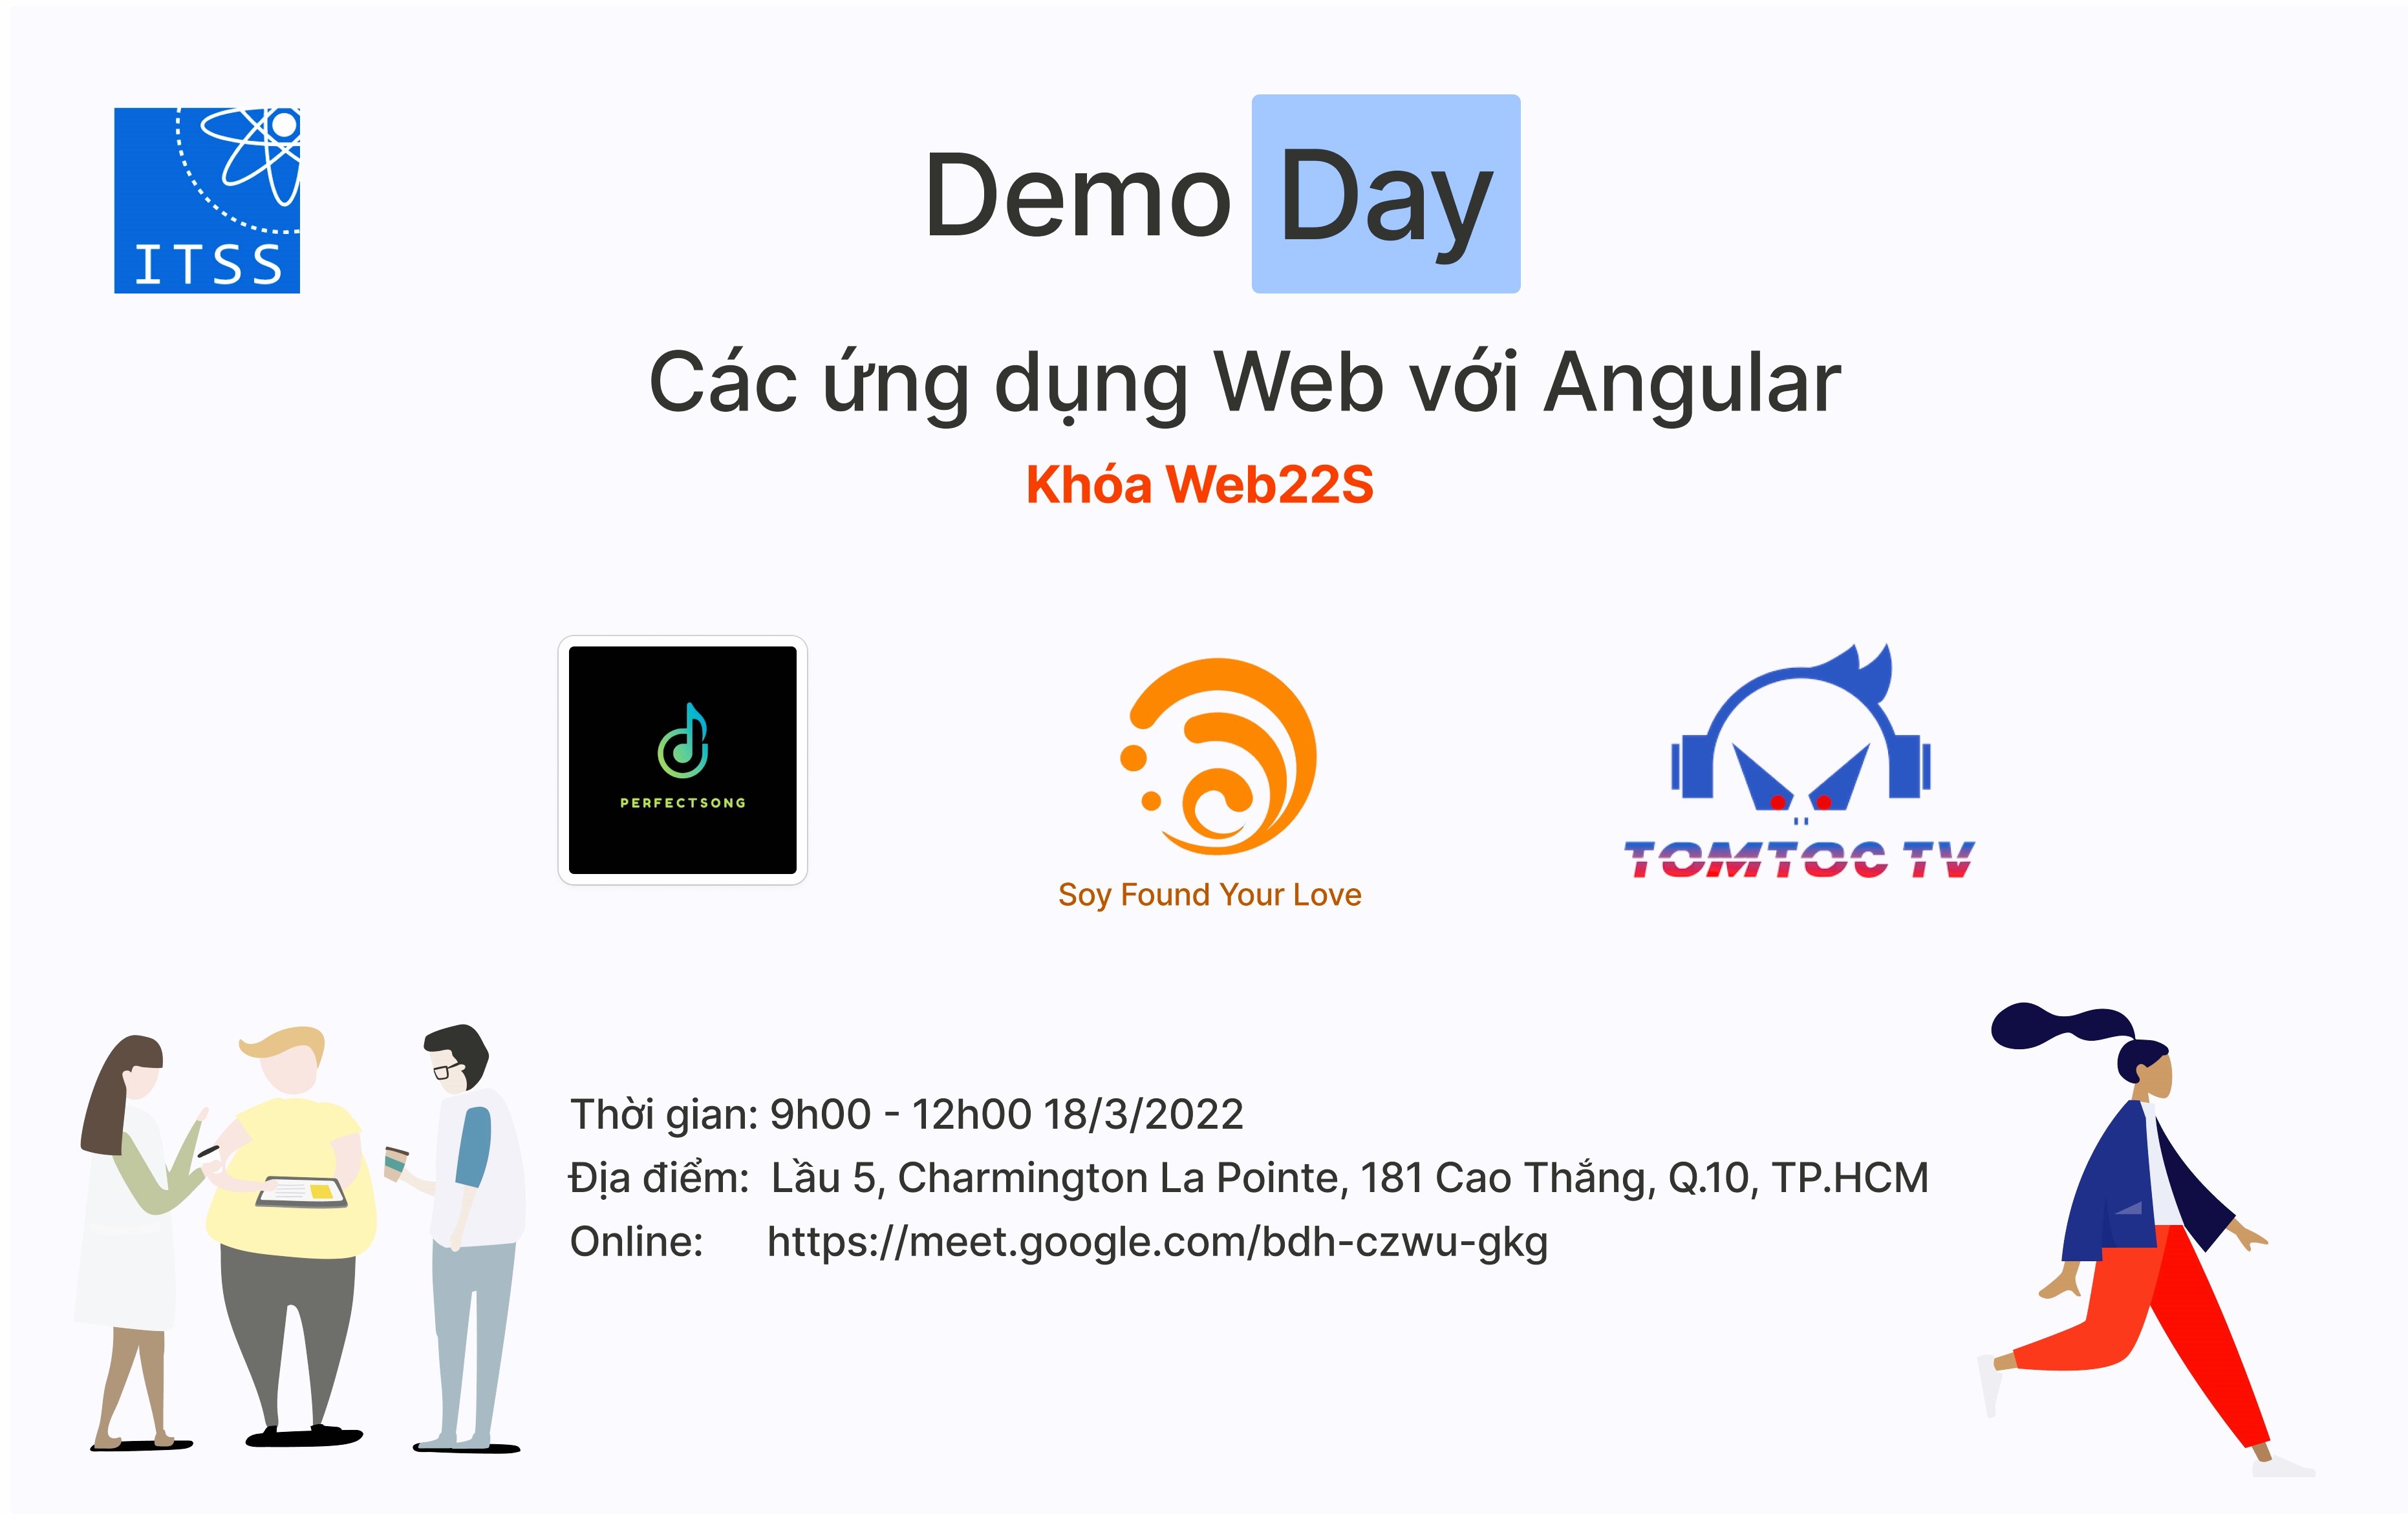 ITSS
Demo Day
Các ứng dụng Web với Angular
Khóa Web22S
PERFECTSONG
Soy Found Your Love
TOMTOC TV
Thời gian: 9h00 - 12h00 18/3/2022
Địa điểm: Lầu 5, Charmington La Pointe, 181 Cao Thắng, Q.10, TP.HCM
Online: https://meet.google.com/bdh-czwu-gkg